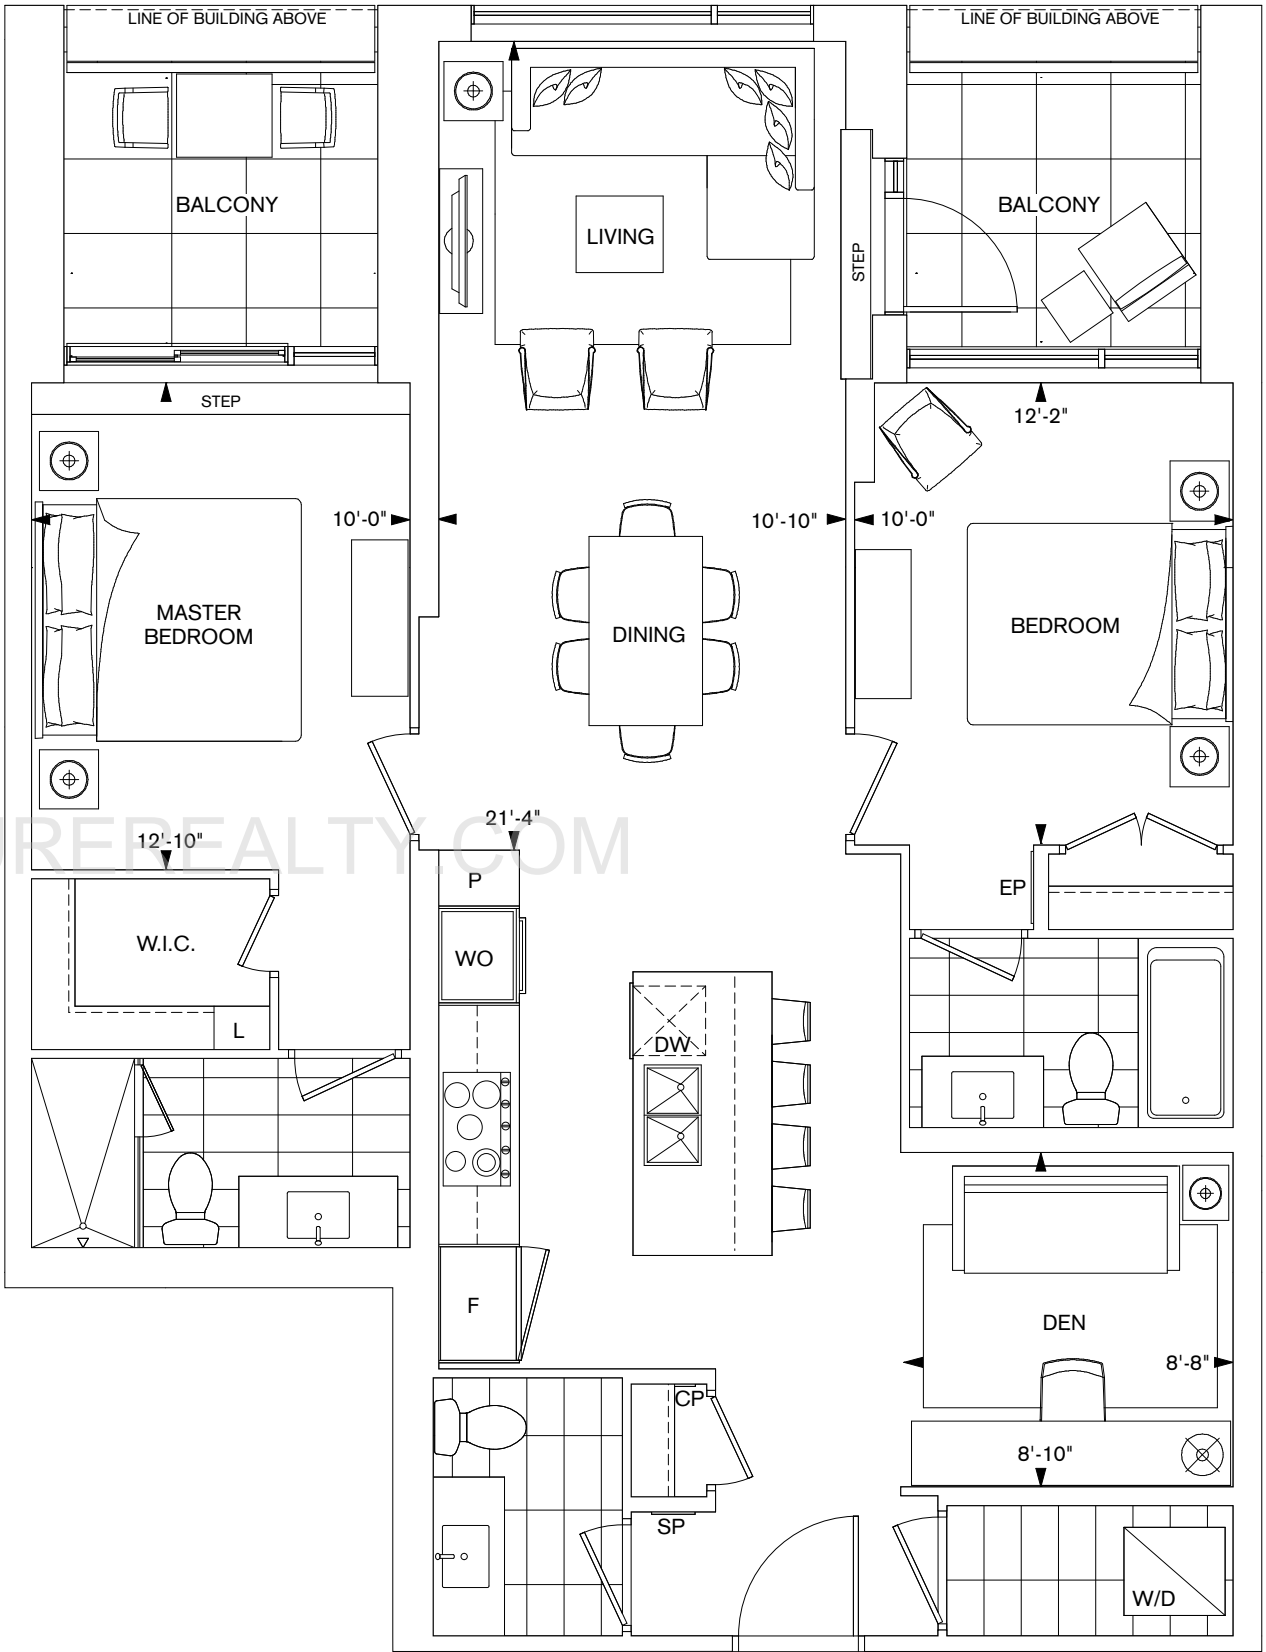 LINE OF BUILDING ABOVE
LINE OF BUILDING ABOVE
BALCONY
LIVING
BALCONY
STEP
STEP
12'-2"
10'-0"
10'-10"
10'-0"
MASTER
BEDROOM
DINING
BEDROOM
12'-10"
21'-4"
UREREALTY.COM
P
EP
W.I.C.
WO
L
DW
F
DEN
8'-8"
CP
8'-10"
SP
W/D